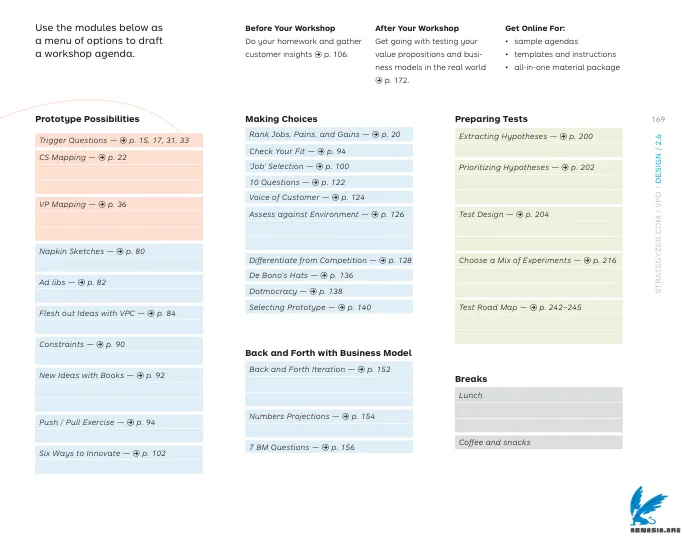 Use the modules below as
a menu of options to draft
a workshop agenda.
Before Your Workshop
Do your homework and gather
customer insights → p. 106.
After Your Workshop
Get going with testing your
value propositions and busi-
ness models in the real world
→ p. 172.
Get Online For:
• sample agendas
• templates and instructions
• all-in-one material package
Prototype Possibilities
Trigger Questions — → p. 15, 17, 31, 33
CS Mapping — → p. 22
VP Mapping — → p. 36
Napkin Sketches — → p. 80
Ad libs — → p. 82
Flesh out Ideas with VPC — → p. 84
Constraints — → p. 90
New Ideas with Books — → p. 92
Push / Pull Exercise — → p. 94
Six Ways to Innovate — → p. 102
Making Choices
Rank Jobs, Pains, and Gains — → p. 20
Check Your Fit — → p. 94
'Job' Selection — → p. 100
10 Questions — → p. 122
Voice of Customer — → p. 124
Assess against Environment — → p. 126
Differentiate from Competition — → p. 128
De Bono's Hats — → p. 136
Dotmocracy — → p. 138
Selecting Prototype — → p. 140
Back and Forth with Business Model
Back and Forth Iteration — → p. 152
Numbers Projections — → p. 154
7 BM Questions — → p. 156
Preparing Tests
Extracting Hypotheses — → p. 200
Prioritizing Hypotheses — → p. 202
Test Design — → p. 204
Choose a Mix of Experiments — → p. 216
Test Road Map — → p. 242–245
Breaks
Lunch
Coffee and snacks
169
STRATEGYZER.COM / VPD / DESIGN / 2.6
ABMASIA.ORG